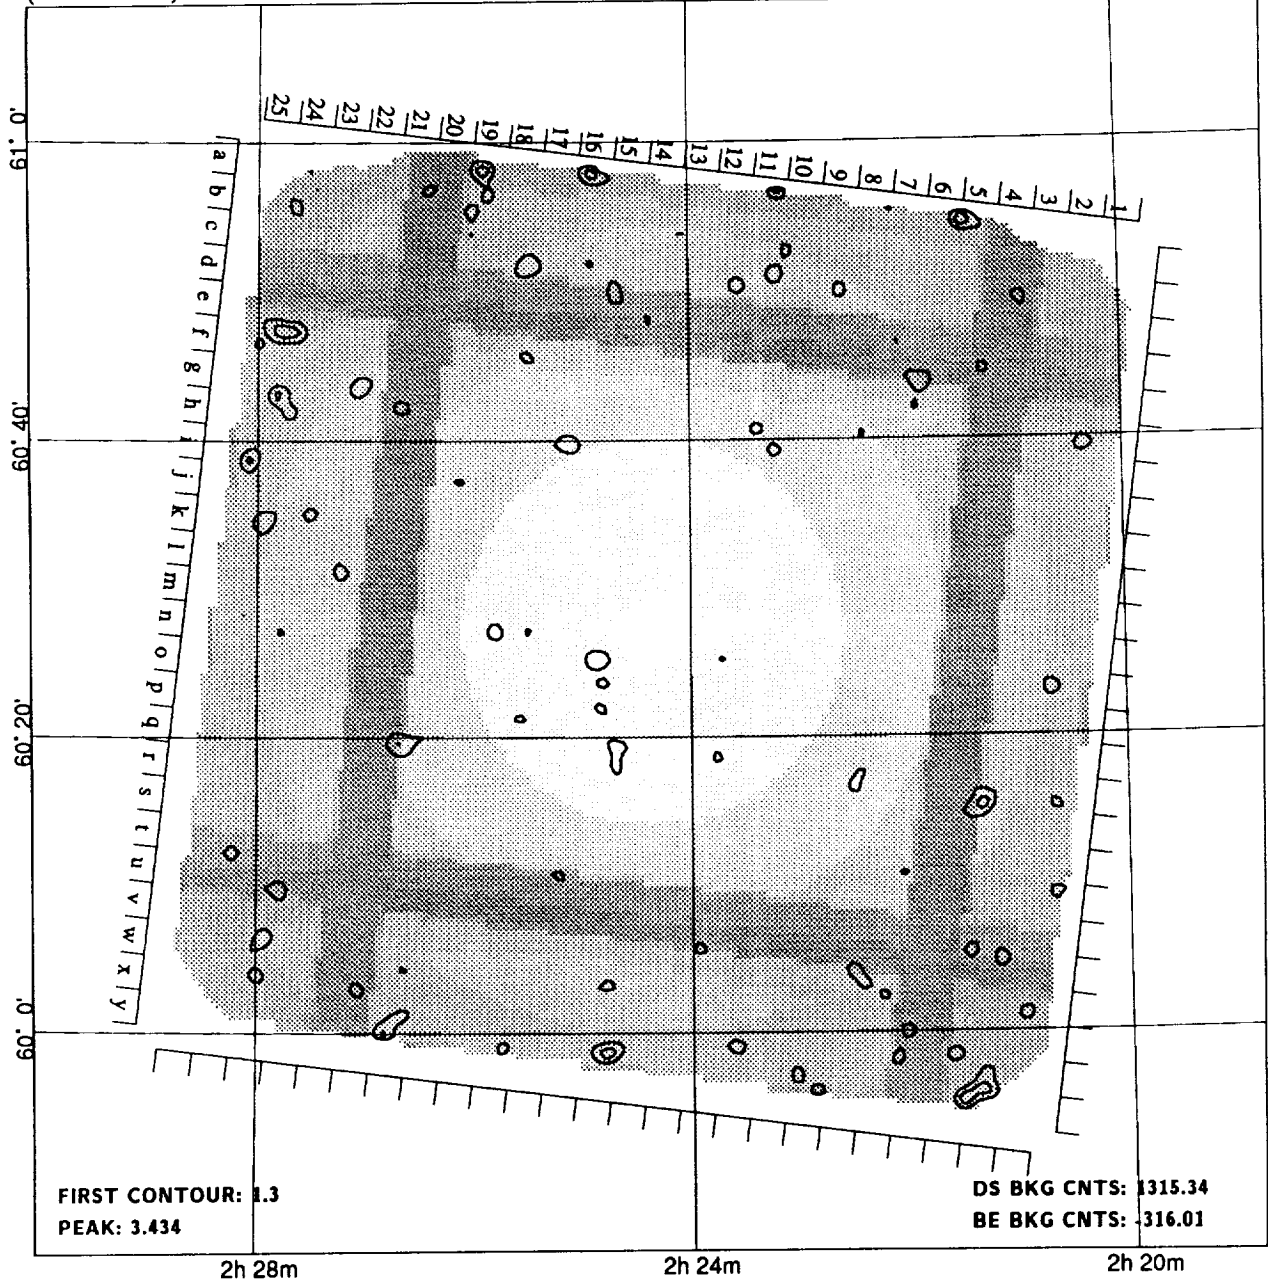 25 24 23 22 21 20 19 18 17 16 15 14 13 12 11 10 9 8 7 6 5 4 3 2 1
a b c d e f g h i j k l m n o p q r s t u v w x y
61° 0'
60° 40'
60° 20'
60° 0'
FIRST CONTOUR: 1.3
PEAK: 3.434
DS BKG CNTS: 1315.34
BE BKG CNTS: -316.01
2h 28m 2h 24m 2h 20m